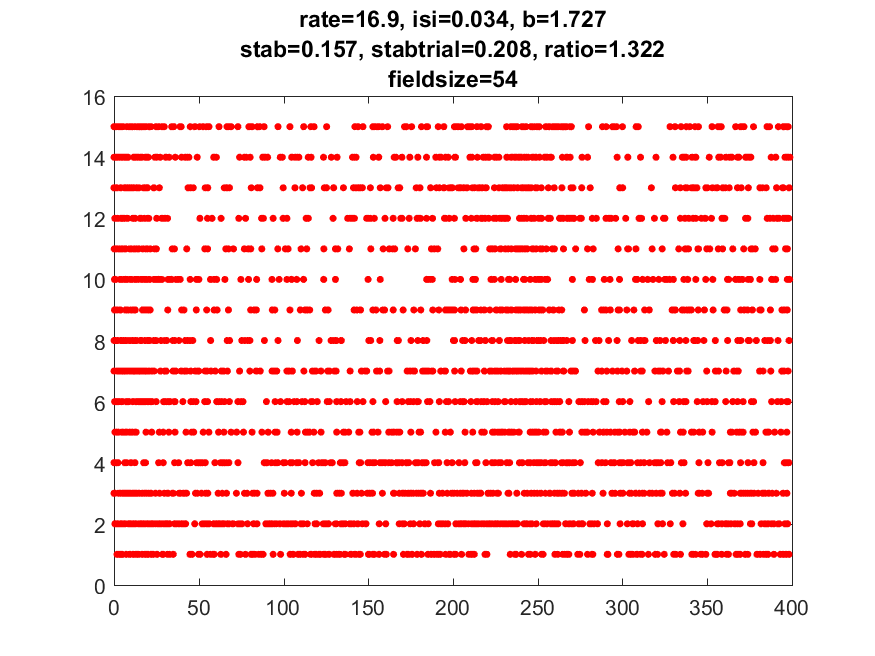 rate=16.9, isi=0.034, b=1.727
stab=0.157, stabtrial=0.208, ratio=1.322
fieldsize=54
16
14
12
10
8
6
4
2
0
0 50 100 150 200 250 300 350 400